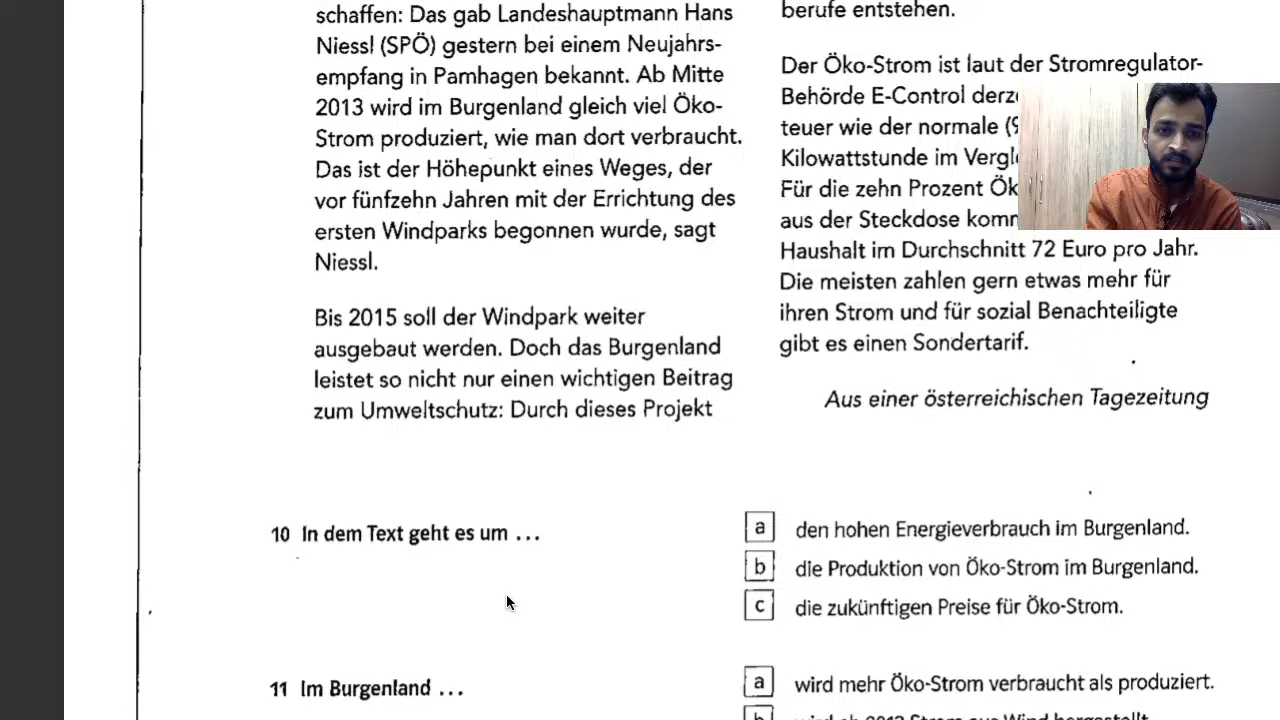 schaffen: Das gab Landeshauptmann Hans
Niessl (SPÖ) gestern bei einem Neujahrs-
empfang in Pamhagen bekannt. Ab Mitte
2013 wird im Burgenland gleich viel Öko-
Strom produziert, wie man dort verbraucht.
Das ist der Höhepunkt eines Weges, der
vor fünfzehn Jahren mit der Errichtung des
ersten Windparks begonnen wurde, sagt
Niessl.
Bis 2015 soll der Windpark weiter
ausgebaut werden. Doch das Burgenland
leistet so nicht nur einen wichtigen Beitrag
zum Umweltschutz: Durch dieses Projekt
berufe entstehen.
Der Öko-Strom ist laut der Stromregulator-
Behörde E-Control
teuer wie der normale
Kilowattstunde im
Für die zehn Prozent
aus der Steckdose
Haushalt im Durchschnitt 72 Euro pro Jahr.
Die meisten zahlen gern etwas mehr für
ihren Strom und für sozial Benachteiligte
gibt es einen Sondertarif.
Aus einer österreichischen Tagezeitung
10 In dem Text geht es um ...
a den hohen Energieverbrauch im Burgenland.
b die Produktion von Öko-Strom im Burgenland.
c die zukünftigen Preise für Öko-Strom.
11 Im Burgenland ...
a wird mehr Öko-Strom verbraucht als produziert.